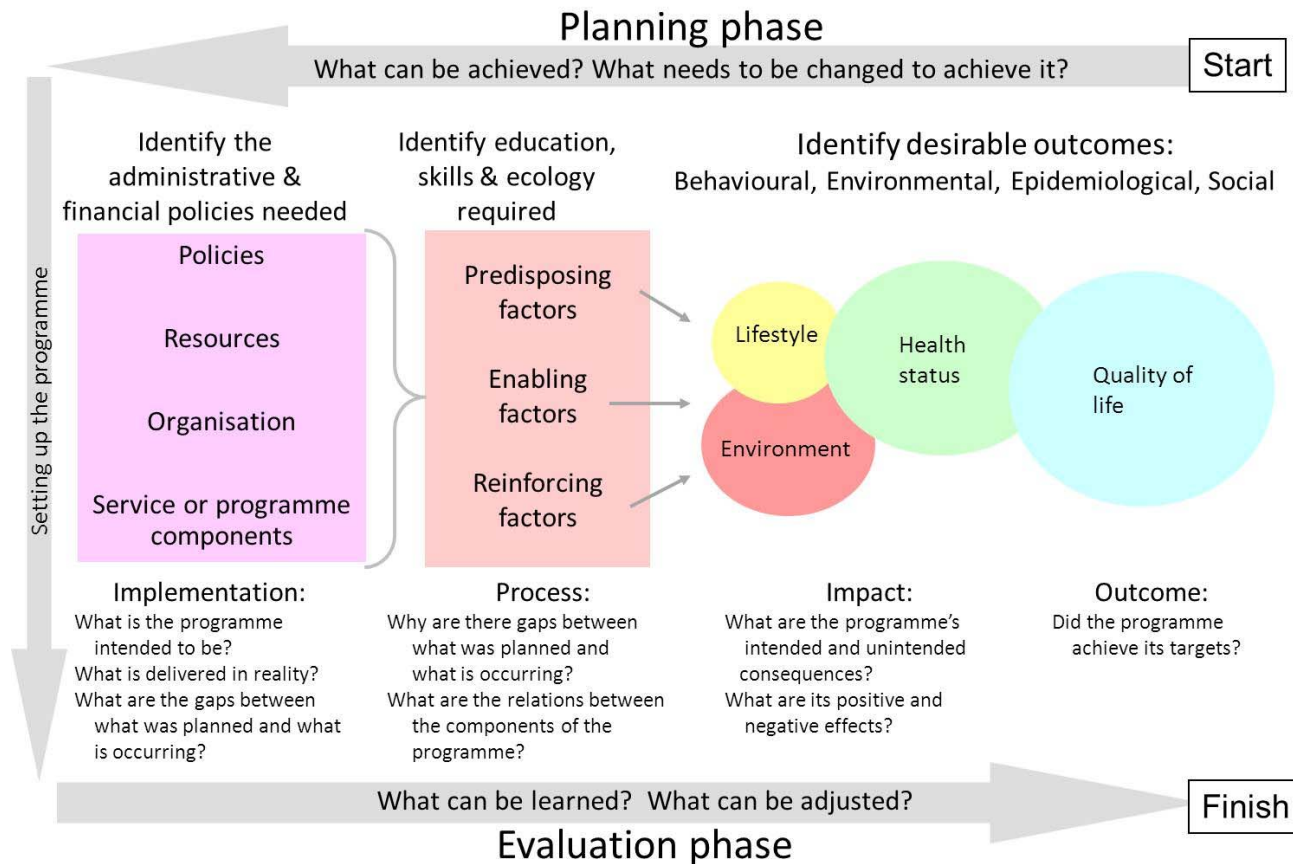 Planning phase
What can be achieved? What needs to be changed to achieve it?
Start
Setting up the programme
Identify the
administrative &
financial policies needed
Identify education,
skills & ecology
required
Identify desirable outcomes:
Behavioural, Environmental, Epidemiological, Social
Policies
Resources
Organisation
Service or programme
components
Predisposing
factors
Enabling
factors
Reinforcing
factors
Lifestyle
Environment
Health
status
Quality of
life
Implementation:
What is the programme
intended to be?
What is delivered in reality?
What are the gaps between
what was planned and what
is occurring?
Process:
Why are there gaps between
what was planned and
what is occurring?
What are the relations between
the components of the
programme?
Impact:
What are the programme’s
intended and unintended
consequences?
What are its positive and
negative effects?
Outcome:
Did the programme
achieve its targets?
What can be learned? What can be adjusted?
Finish
Evaluation phase